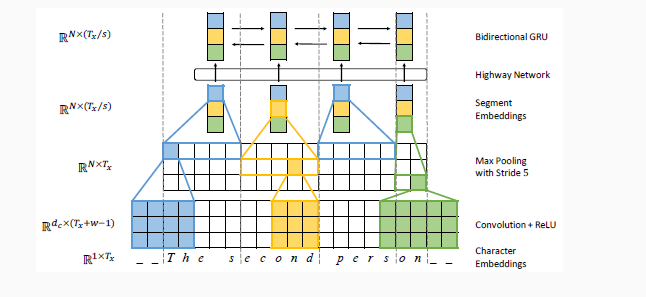 ℝ^{N×(T_x/s)} Bidirectional GRU
Highway Network
ℝ^{N×(T_x/s)} Segment Embeddings
ℝ^{N×T_x} Max Pooling with Stride 5
ℝ^{d_c×(T_x+w−1)} Convolution + ReLU
ℝ^{1×T_x} _ _ T h e s e c o n d p e r s o n _ _ Character Embeddings